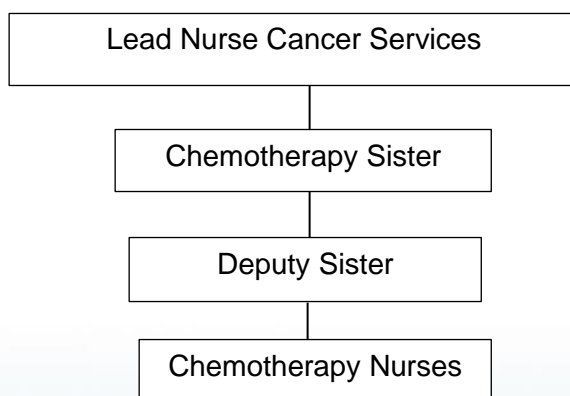 Lead Nurse Cancer Services
Chemotherapy Sister
Deputy Sister
Chemotherapy Nurses